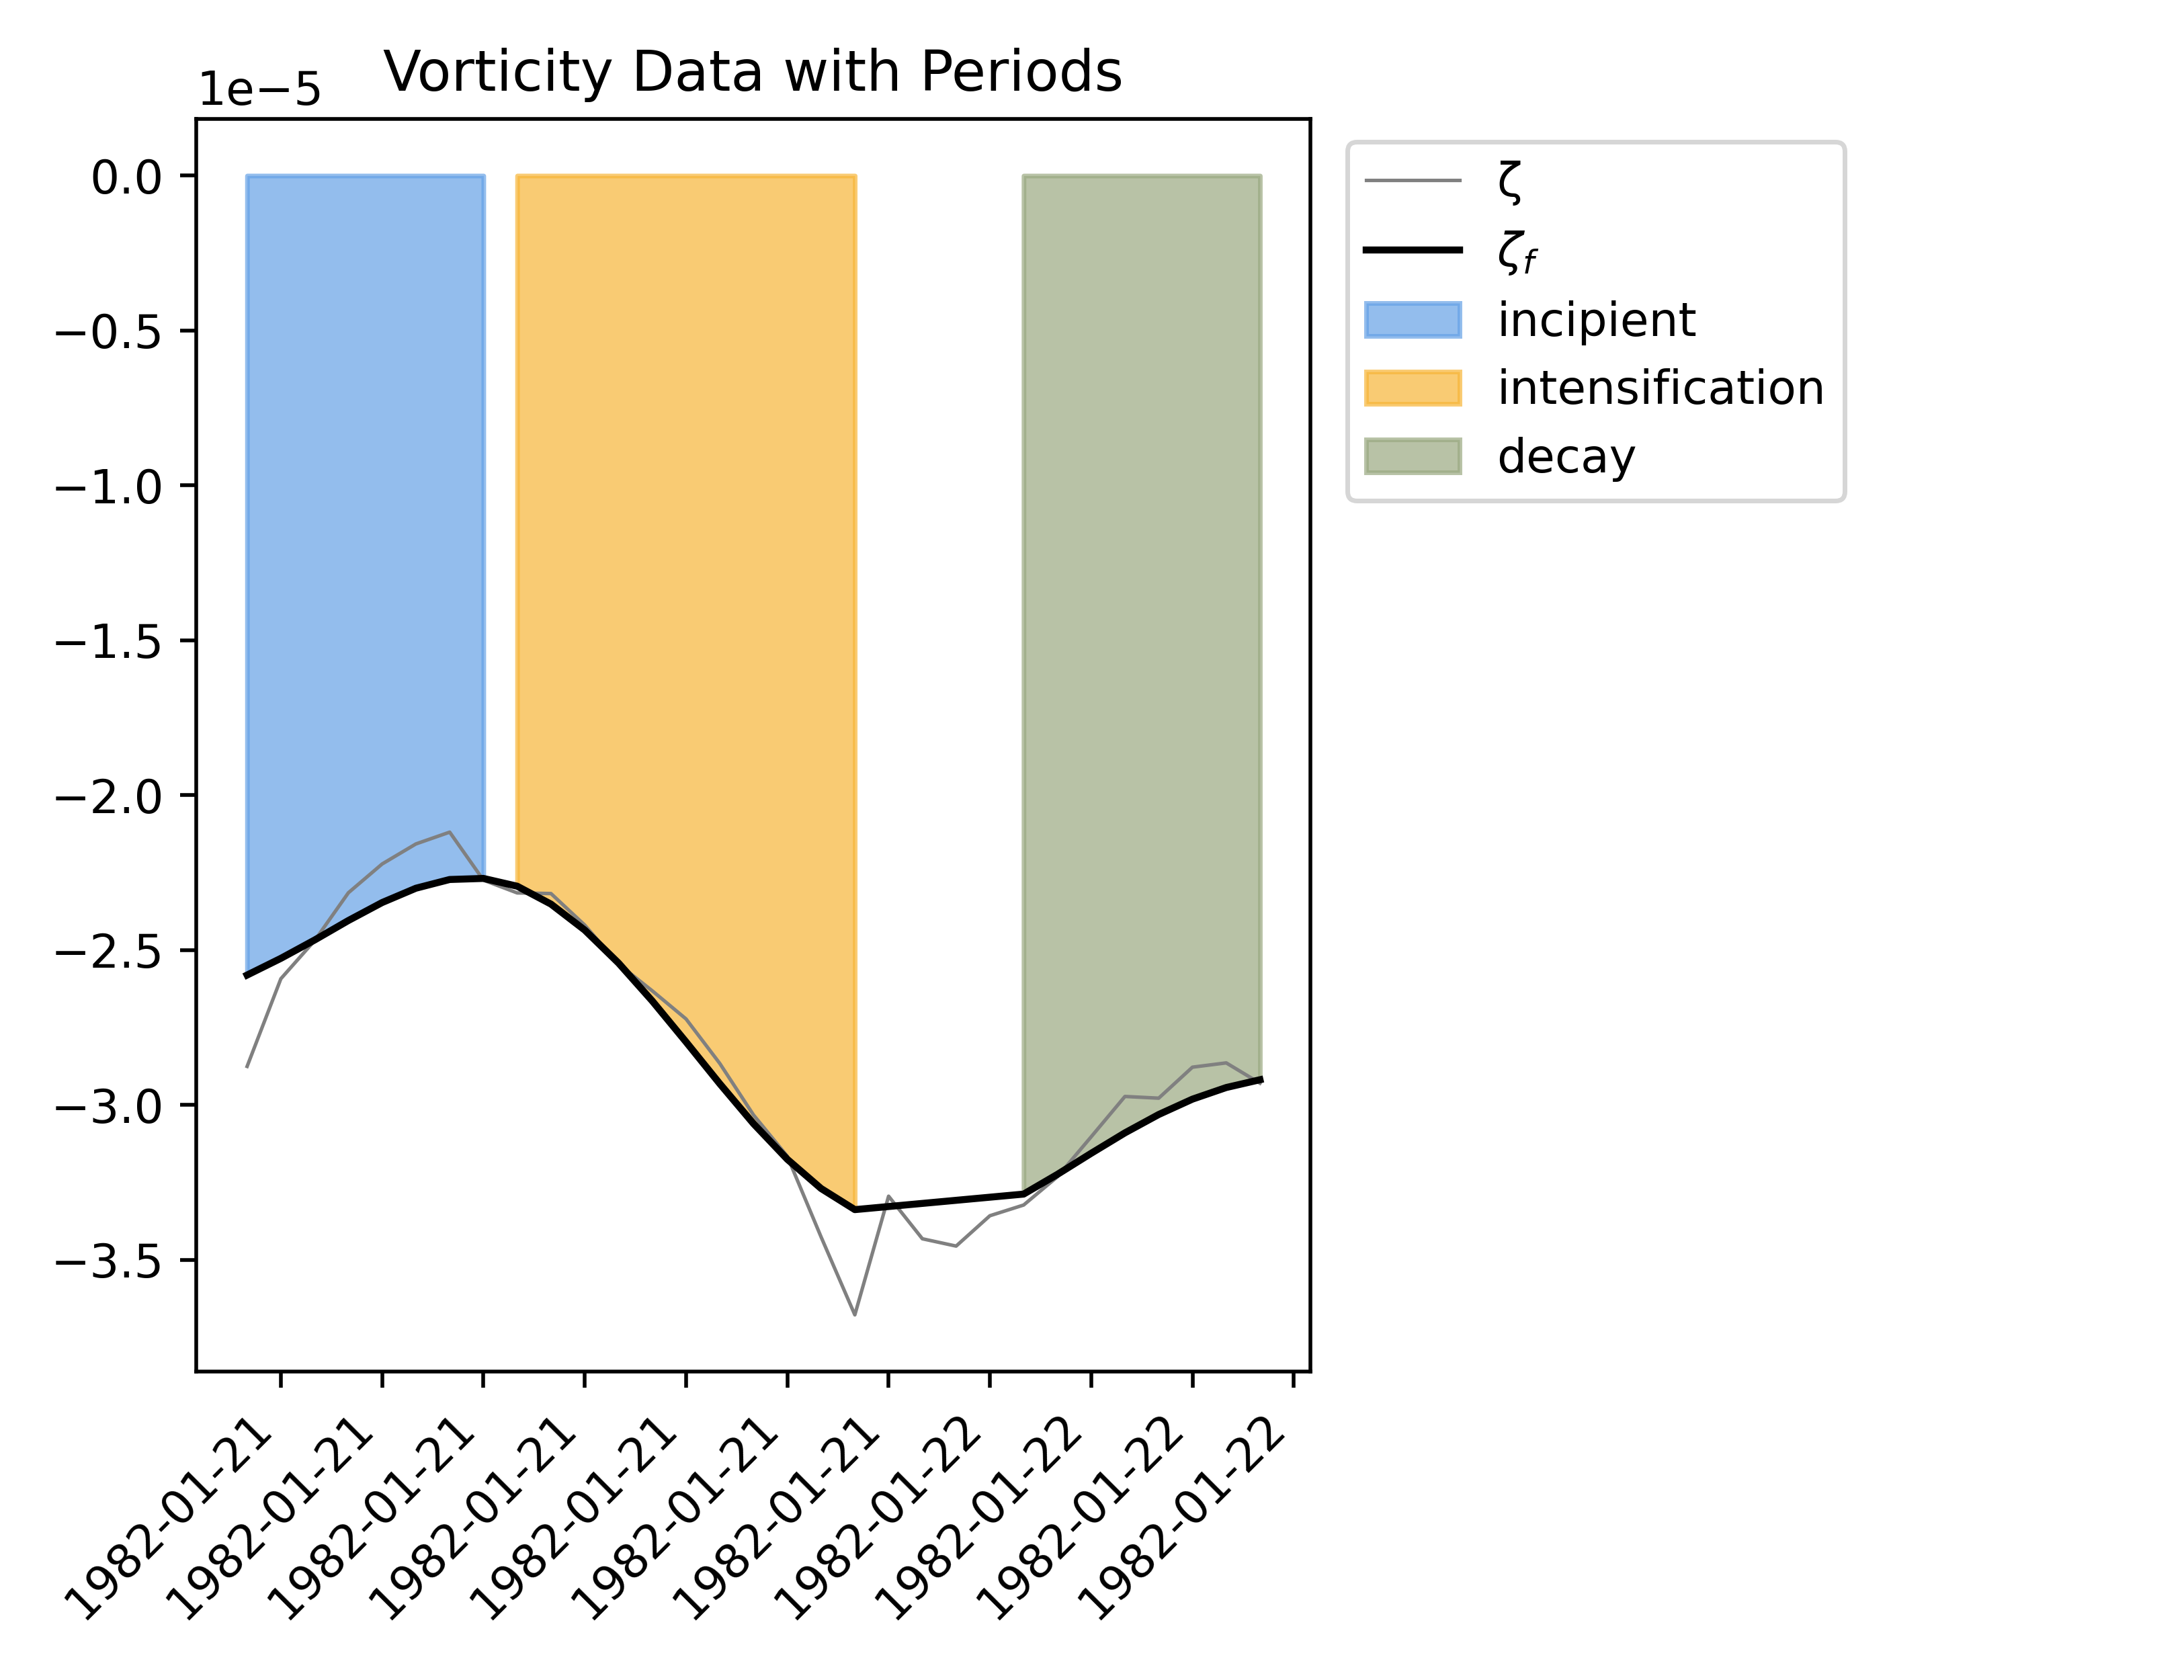 Vorticity Data with Periods
1e−5
0.0
−0.5
−1.0
−1.5
−2.0
−2.5
−3.0
−3.5
1982-01-21
1982-01-21
1982-01-21
1982-01-21
1982-01-21
1982-01-21
1982-01-21
1982-01-22
1982-01-22
1982-01-22
1982-01-22
ζ
ζf
incipient
intensification
decay